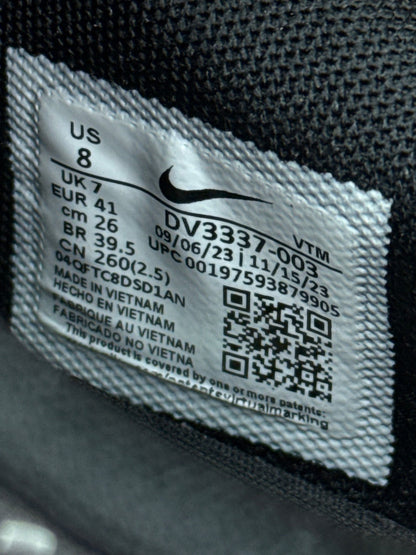 US
8
UK 7
EUR 41
cm 26
BR 39.5
CN 260(2.5)
04QFTC8DSD1AN
MADE IN VIETNAM
HECHO EN VIETNAM
FABRIQUE AU VIETNAM
FABRICADO NO VIETNA
This product is covered by one or more patents:
VTM
DV3337-003
09/06/23 | 11/15/23
UPC 00197593879905